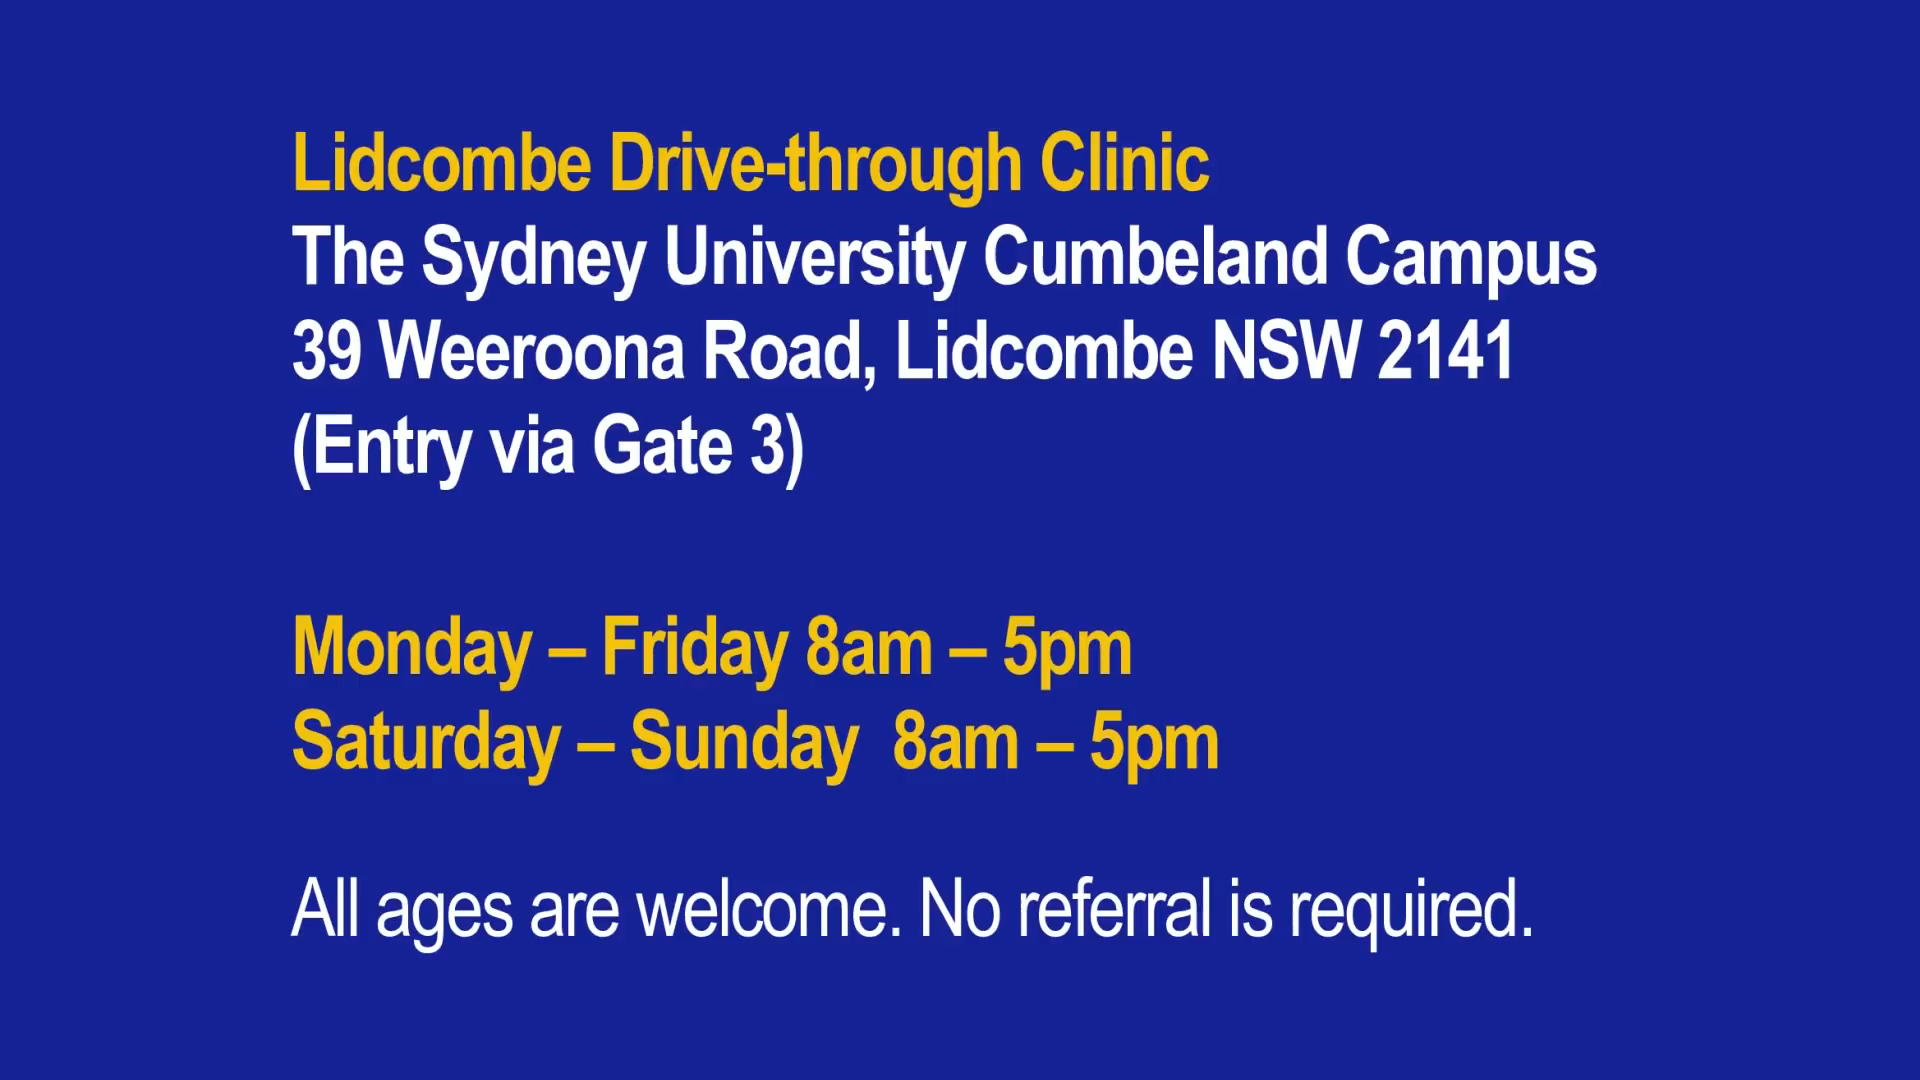 Lidcombe Drive-through Clinic
The Sydney University Cumbeland Campus
39 Weeroona Road, Lidcombe NSW 2141
(Entry via Gate 3)
Monday – Friday 8am – 5pm
Saturday – Sunday  8am – 5pm
All ages are welcome. No referral is required.